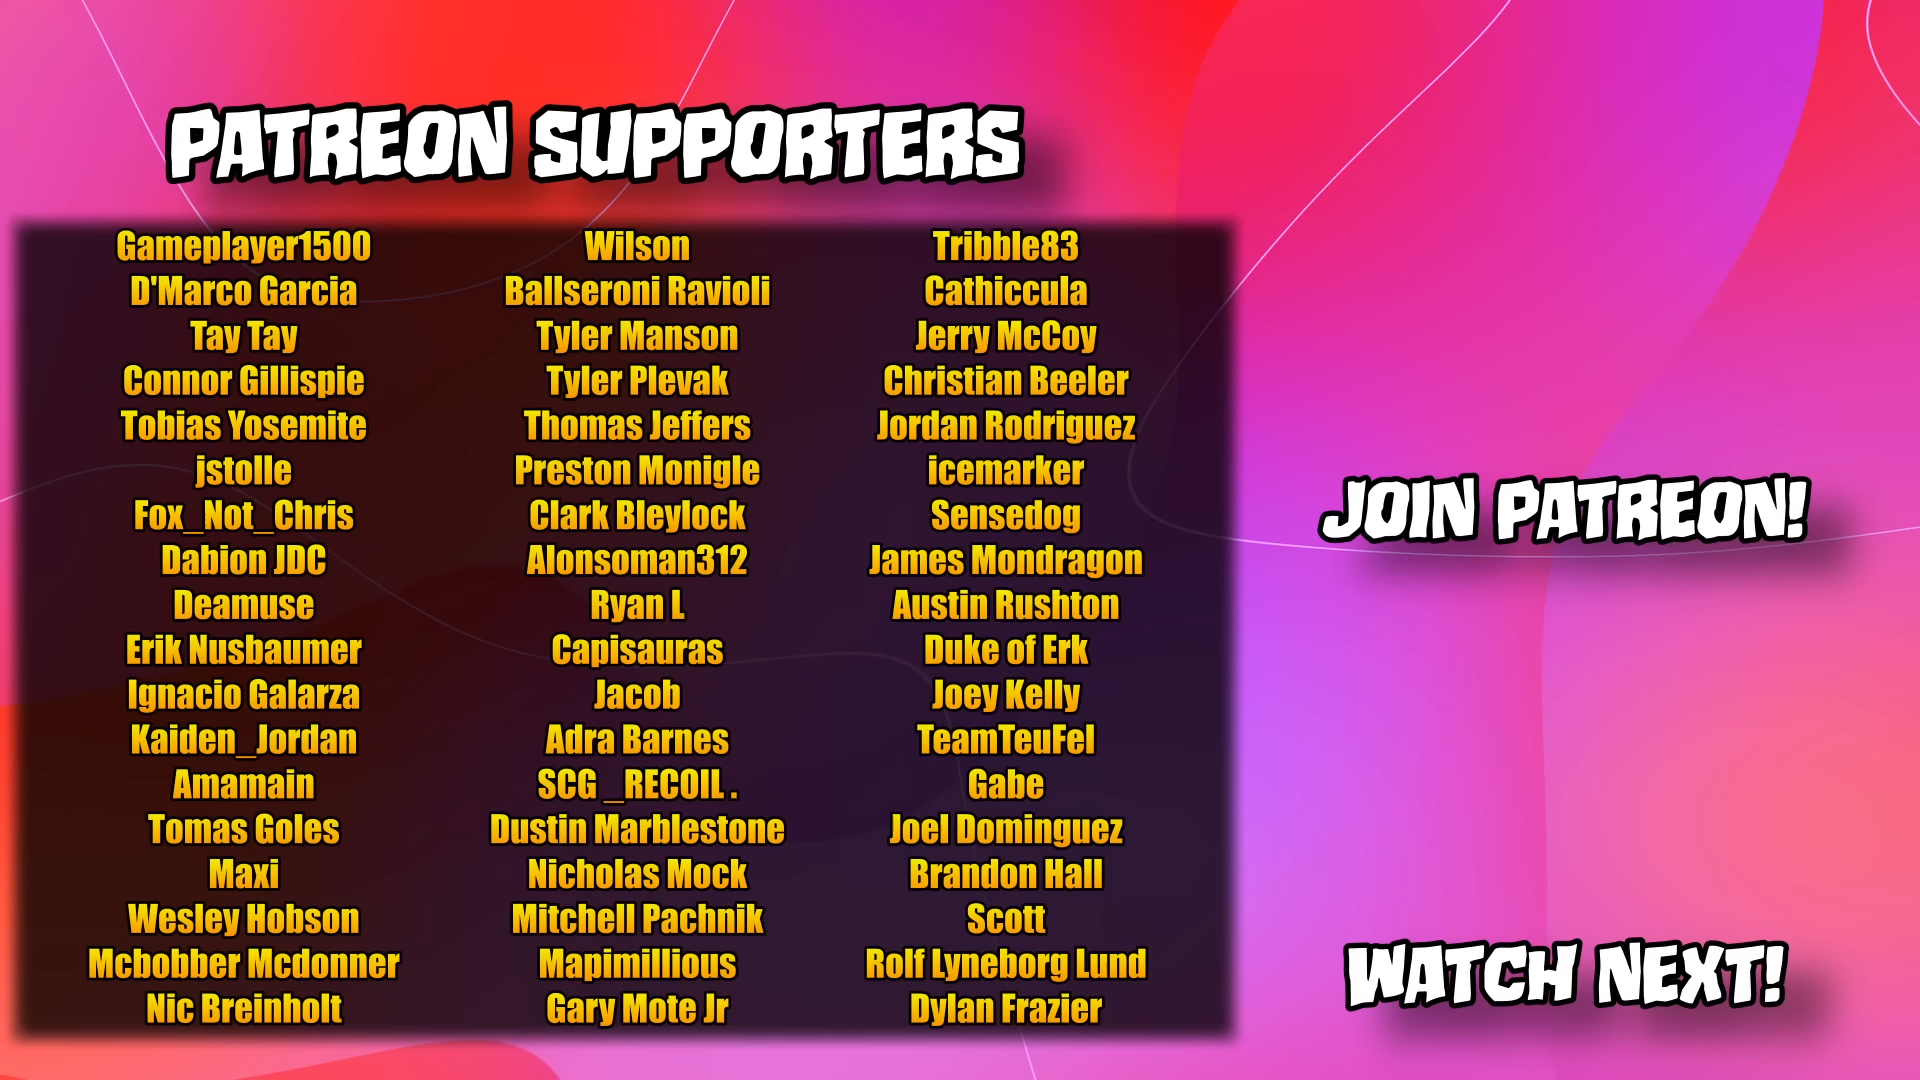 PATREON SUPPORTERS
Gameplayer1500
D'Marco Garcia
Tay Tay
Connor Gillispie
Tobias Yosemite
jstolle
Fox_Not_Chris
Dabion JDC
Deamuse
Erik Nusbaumer
Ignacio Galarza
Kaiden_Jordan
Amamain
Tomas Goles
Maxi
Wesley Hobson
Mcbobber Mcdonner
Nic Breinholt
Wilson
Ballseroni Ravioli
Tyler Manson
Tyler Plevak
Thomas Jeffers
Preston Monigle
Clark Bleylock
Alonsoman312
Ryan L
Capisauras
Jacob
Adra Barnes
SCG _RECOIL .
Dustin Marblestone
Nicholas Mock
Mitchell Pachnik
Mapimillious
Gary Mote Jr
Tribble83
Cathiccula
Jerry McCoy
Christian Beeler
Jordan Rodriguez
icemarker
Sensedog
James Mondragon
Austin Rushton
Duke of Erk
Joey Kelly
TeamTeuFel
Gabe
Joel Dominguez
Brandon Hall
Scott
Rolf Lyneborg Lund
Dylan Frazier
JOIN PATREON!
WATCH NEXT!